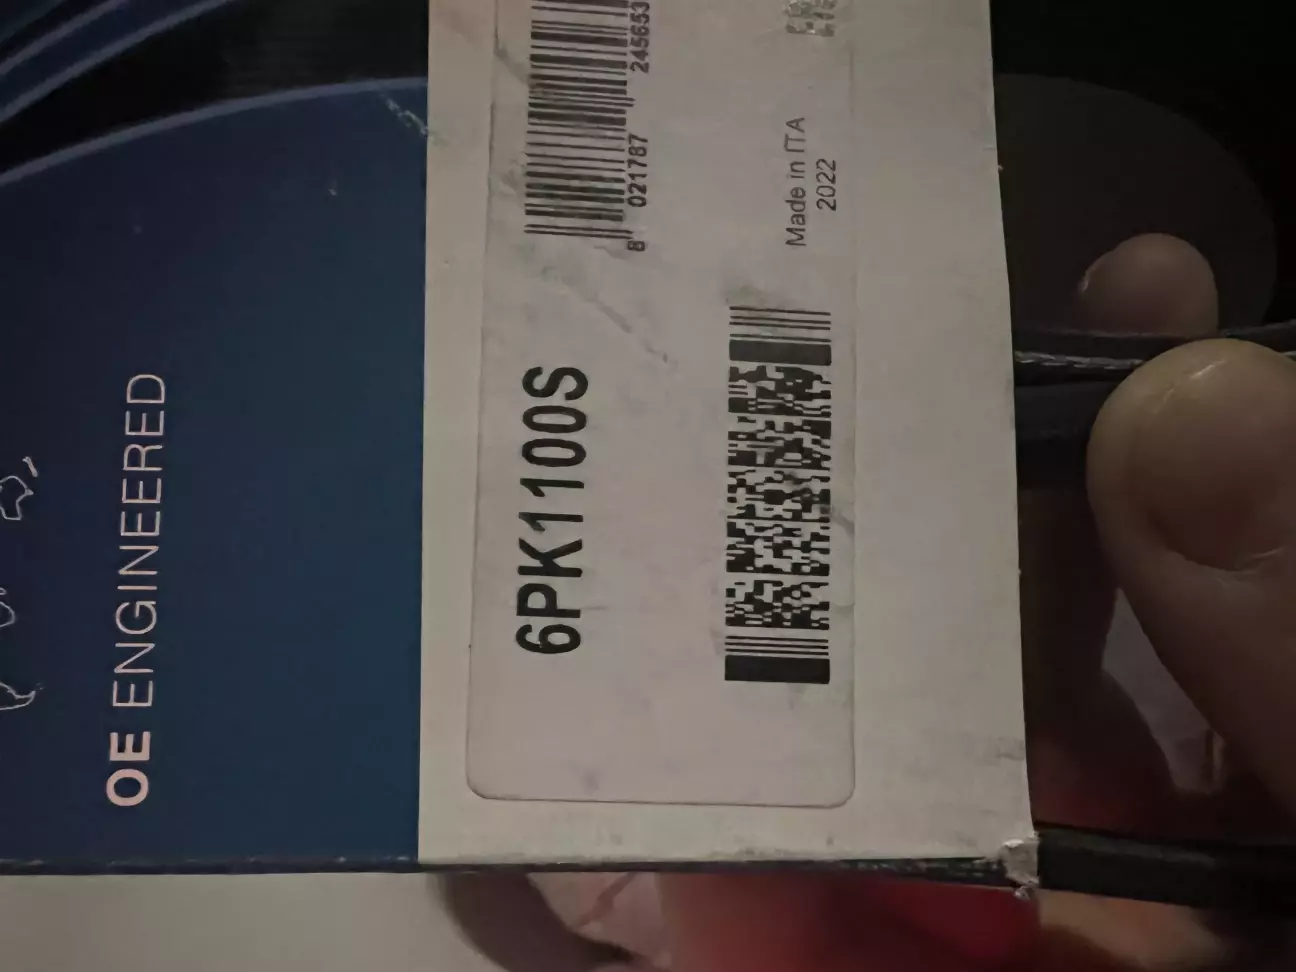 OE ENGINEERED
6PK1100S
8 021787 245653
Made in ITA
2022